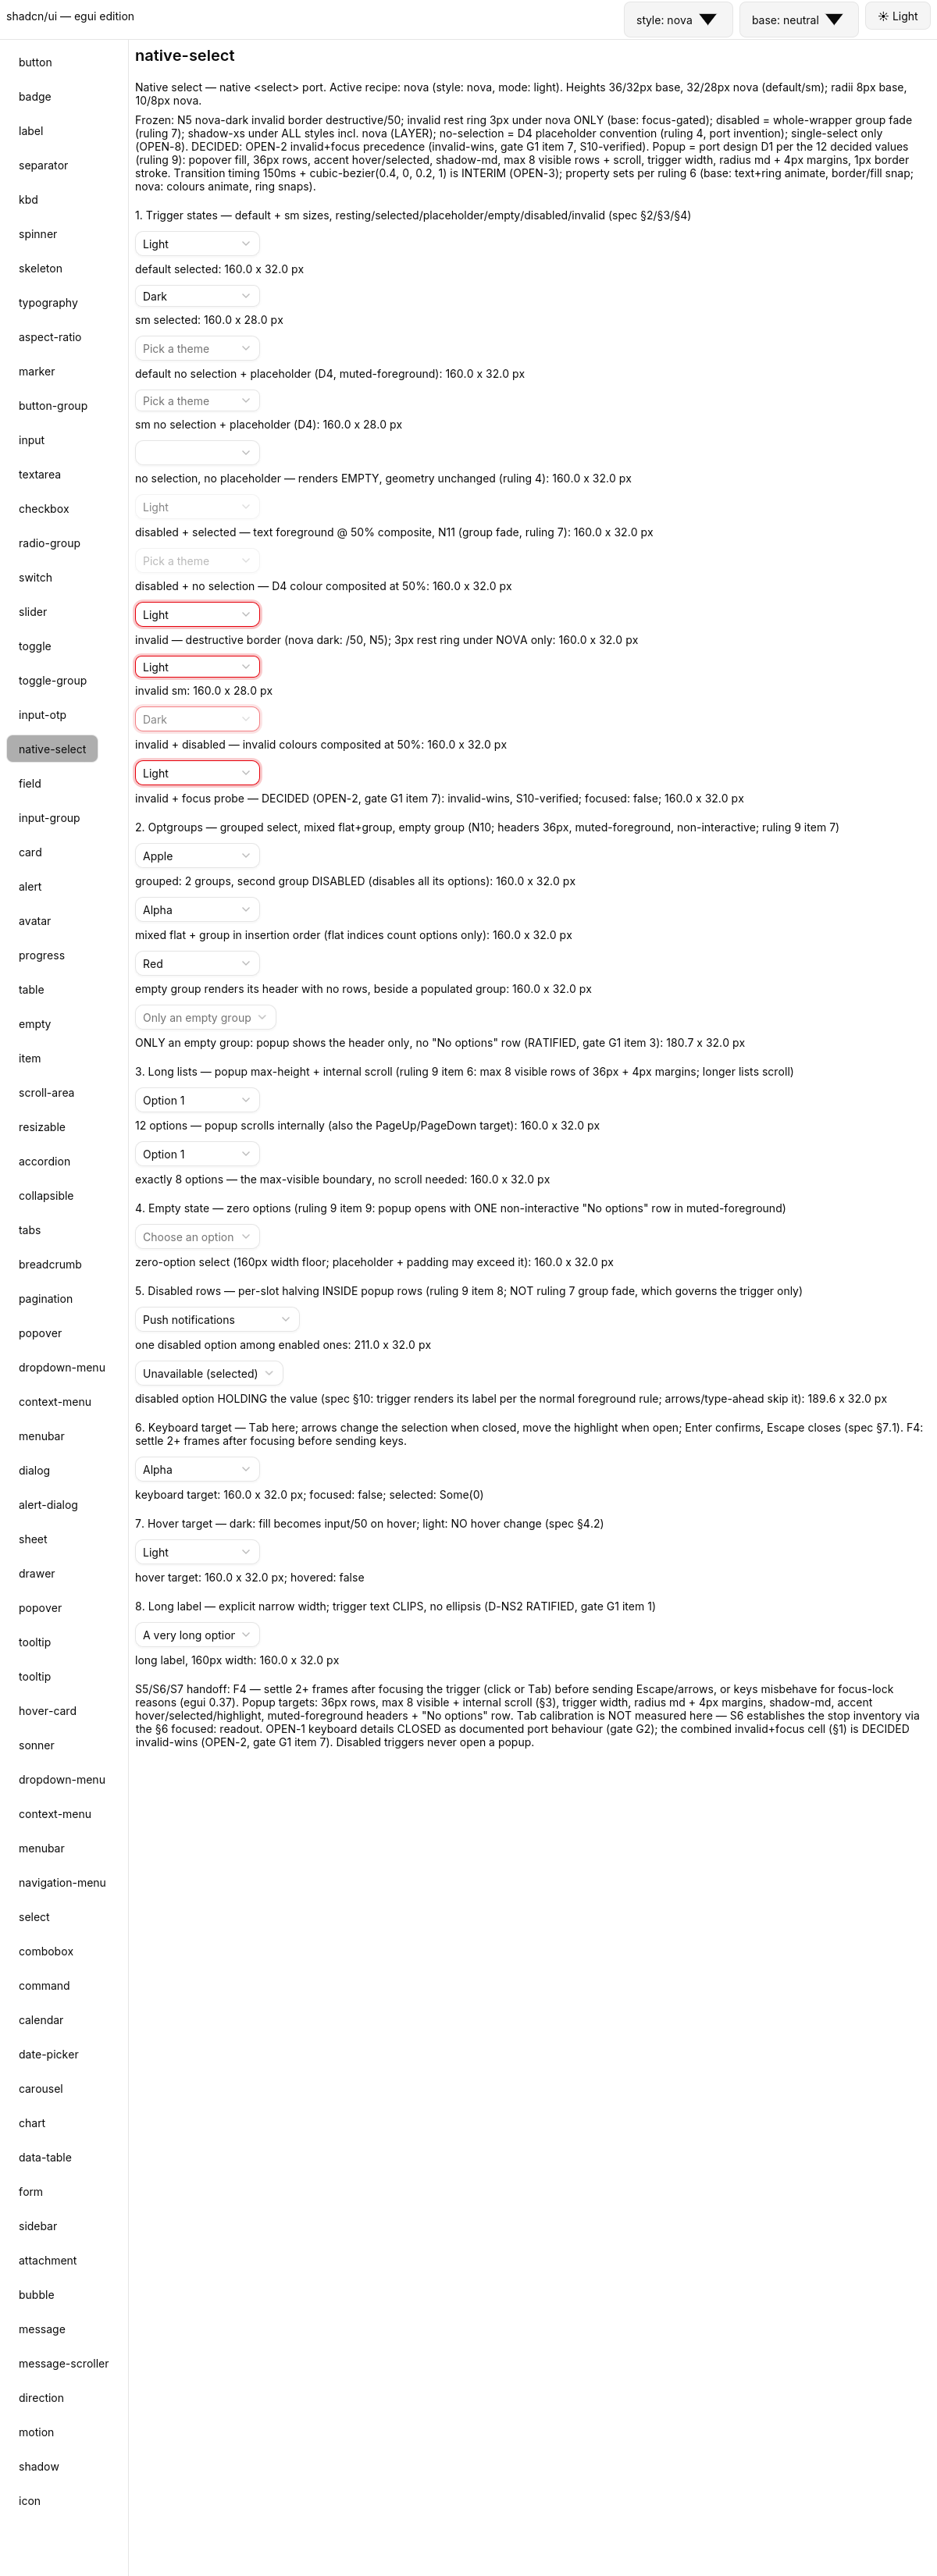 shadcn/ui — egui edition
style: nova
base: neutral
☀ Light
button
badge
label
separator
kbd
spinner
skeleton
typography
aspect-ratio
marker
button-group
input
textarea
checkbox
radio-group
switch
slider
toggle
toggle-group
input-otp
native-select
field
input-group
card
alert
avatar
progress
table
empty
item
scroll-area
resizable
accordion
collapsible
tabs
breadcrumb
pagination
popover
dropdown-menu
context-menu
menubar
dialog
alert-dialog
sheet
drawer
popover
tooltip
tooltip
hover-card
sonner
dropdown-menu
context-menu
menubar
navigation-menu
select
combobox
command
calendar
date-picker
carousel
chart
data-table
form
sidebar
attachment
bubble
message
message-scroller
direction
motion
shadow
icon
native-select
Native select — native <select> port. Active recipe: nova (style: nova, mode: light). Heights 36/32px base, 32/28px nova (default/sm); radii 8px base,
10/8px nova.
Frozen: N5 nova-dark invalid border destructive/50; invalid rest ring 3px under nova ONLY (base: focus-gated); disabled = whole-wrapper group fade
(ruling 7); shadow-xs under ALL styles incl. nova (LAYER); no-selection = D4 placeholder convention (ruling 4, port invention); single-select only
(OPEN-8). DECIDED: OPEN-2 invalid+focus precedence (invalid-wins, gate G1 item 7, S10-verified). Popup = port design D1 per the 12 decided values
(ruling 9): popover fill, 36px rows, accent hover/selected, shadow-md, max 8 visible rows + scroll, trigger width, radius md + 4px margins, 1px border
stroke. Transition timing 150ms + cubic-bezier(0.4, 0, 0.2, 1) is INTERIM (OPEN-3); property sets per ruling 6 (base: text+ring animate, border/fill snap;
nova: colours animate, ring snaps).
1. Trigger states — default + sm sizes, resting/selected/placeholder/empty/disabled/invalid (spec §2/§3/§4)
Light
default selected: 160.0 x 32.0 px
Dark
sm selected: 160.0 x 28.0 px
Pick a theme
default no selection + placeholder (D4, muted-foreground): 160.0 x 32.0 px
Pick a theme
sm no selection + placeholder (D4): 160.0 x 28.0 px
no selection, no placeholder — renders EMPTY, geometry unchanged (ruling 4): 160.0 x 32.0 px
Light
disabled + selected — text foreground @ 50% composite, N11 (group fade, ruling 7): 160.0 x 32.0 px
Pick a theme
disabled + no selection — D4 colour composited at 50%: 160.0 x 32.0 px
Light
invalid — destructive border (nova dark: /50, N5); 3px rest ring under NOVA only: 160.0 x 32.0 px
Light
invalid sm: 160.0 x 28.0 px
Dark
invalid + disabled — invalid colours composited at 50%: 160.0 x 32.0 px
Light
invalid + focus probe — DECIDED (OPEN-2, gate G1 item 7): invalid-wins, S10-verified; focused: false; 160.0 x 32.0 px
2. Optgroups — grouped select, mixed flat+group, empty group (N10; headers 36px, muted-foreground, non-interactive; ruling 9 item 7)
Apple
grouped: 2 groups, second group DISABLED (disables all its options): 160.0 x 32.0 px
Alpha
mixed flat + group in insertion order (flat indices count options only): 160.0 x 32.0 px
Red
empty group renders its header with no rows, beside a populated group: 160.0 x 32.0 px
Only an empty group
ONLY an empty group: popup shows the header only, no "No options" row (RATIFIED, gate G1 item 3): 180.7 x 32.0 px
3. Long lists — popup max-height + internal scroll (ruling 9 item 6: max 8 visible rows of 36px + 4px margins; longer lists scroll)
Option 1
12 options — popup scrolls internally (also the PageUp/PageDown target): 160.0 x 32.0 px
Option 1
exactly 8 options — the max-visible boundary, no scroll needed: 160.0 x 32.0 px
4. Empty state — zero options (ruling 9 item 9: popup opens with ONE non-interactive "No options" row in muted-foreground)
Choose an option
zero-option select (160px width floor; placeholder + padding may exceed it): 160.0 x 32.0 px
5. Disabled rows — per-slot halving INSIDE popup rows (ruling 9 item 8; NOT ruling 7 group fade, which governs the trigger only)
Push notifications
one disabled option among enabled ones: 211.0 x 32.0 px
Unavailable (selected)
disabled option HOLDING the value (spec §10: trigger renders its label per the normal foreground rule; arrows/type-ahead skip it): 189.6 x 32.0 px
6. Keyboard target — Tab here; arrows change the selection when closed, move the highlight when open; Enter confirms, Escape closes (spec §7.1). F4:
settle 2+ frames after focusing before sending keys.
Alpha
keyboard target: 160.0 x 32.0 px; focused: false; selected: Some(0)
7. Hover target — dark: fill becomes input/50 on hover; light: NO hover change (spec §4.2)
Light
hover target: 160.0 x 32.0 px; hovered: false
8. Long label — explicit narrow width; trigger text CLIPS, no ellipsis (D-NS2 RATIFIED, gate G1 item 1)
A very long option
long label, 160px width: 160.0 x 32.0 px
S5/S6/S7 handoff: F4 — settle 2+ frames after focusing the trigger (click or Tab) before sending Escape/arrows, or keys misbehave for focus-lock
reasons (egui 0.37). Popup targets: 36px rows, max 8 visible + internal scroll (§3), trigger width, radius md + 4px margins, shadow-md, accent
hover/selected/highlight, muted-foreground headers + "No options" row. Tab calibration is NOT measured here — S6 establishes the stop inventory via
the §6 focused: readout. OPEN-1 keyboard details CLOSED as documented port behaviour (gate G2); the combined invalid+focus cell (§1) is DECIDED
invalid-wins (OPEN-2, gate G1 item 7). Disabled triggers never open a popup.